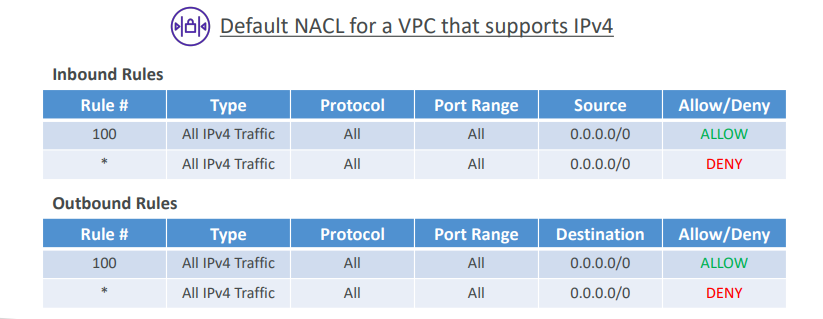 Default NACL for a VPC that supports IPv4
Inbound Rules
Rule # Type Protocol Port Range Source Allow/Deny
100 All IPv4 Traffic All All 0.0.0.0/0 ALLOW
* All IPv4 Traffic All All 0.0.0.0/0 DENY
Outbound Rules
Rule # Type Protocol Port Range Destination Allow/Deny
100 All IPv4 Traffic All All 0.0.0.0/0 ALLOW
* All IPv4 Traffic All All 0.0.0.0/0 DENY